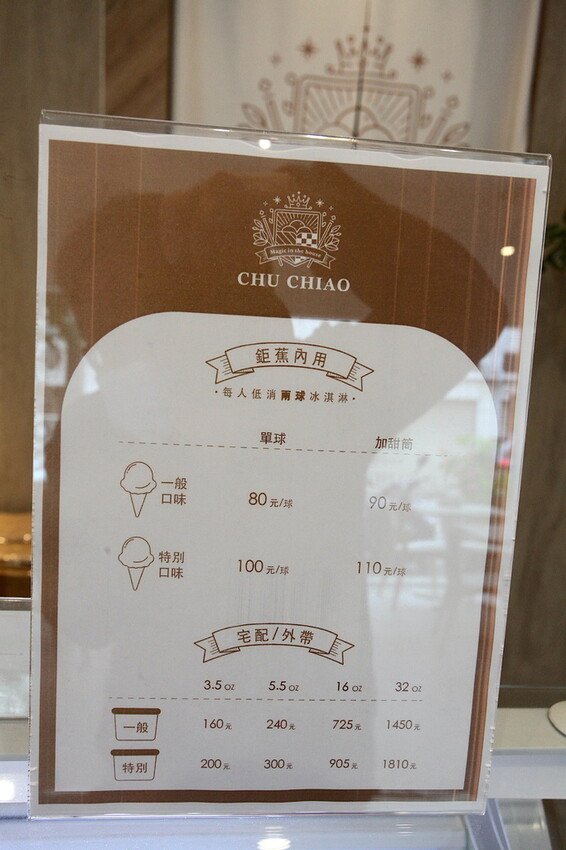 Magic in the house
CHU CHIAO
鉅蕉內用
·每人低消兩球冰淇淋·
單球 加甜筒
一般
口味
80元/球 90元/球
特別
口味
100元/球 110元/球
宅配/外帶
3.5 oz 5.5 oz 16 oz 32 oz
一般 160元 240元 725元 1450元
特別 200元 300元 905元 1810元